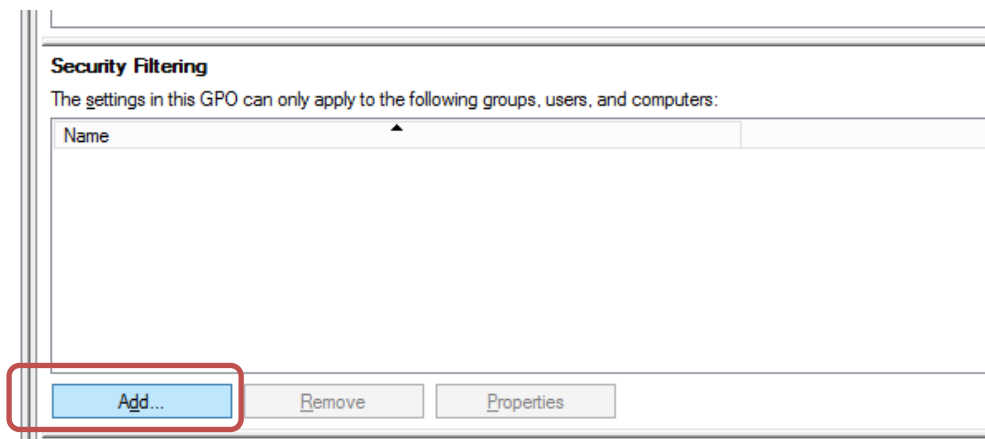 Security Filtering
The settings in this GPO can only apply to the following groups, users, and computers:
Name
Add... Remove Properties